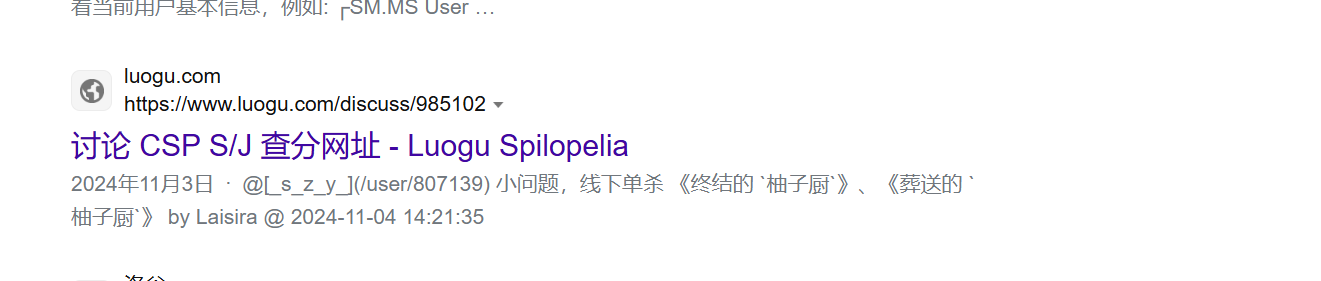 看当前用户基本信息，例如: ┌SM.MS User …
luogu.com
https://www.luogu.com/discuss/985102
讨论 CSP S/J 查分网址 - Luogu Spilopelia
2024年11月3日 · @[_s_z_y_](/user/807139) 小问题，线下单杀 《终结的 `柚子厨`》、《葬送的 `
柚子厨`》 by Laisira @ 2024-11-04 14:21:35
洛谷